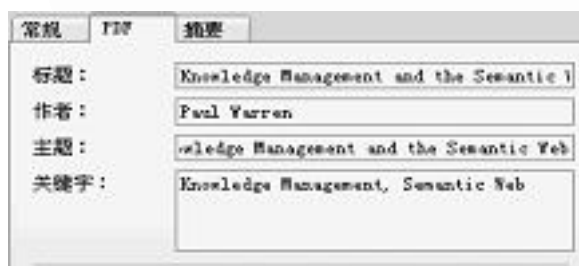 常规 PDF 摘要
标题： Knowledge Management and the Semantic W
作者： Paul Warren
主题： wledge Management and the Semantic Web
关键字： Knowledge Management, Semantic Web